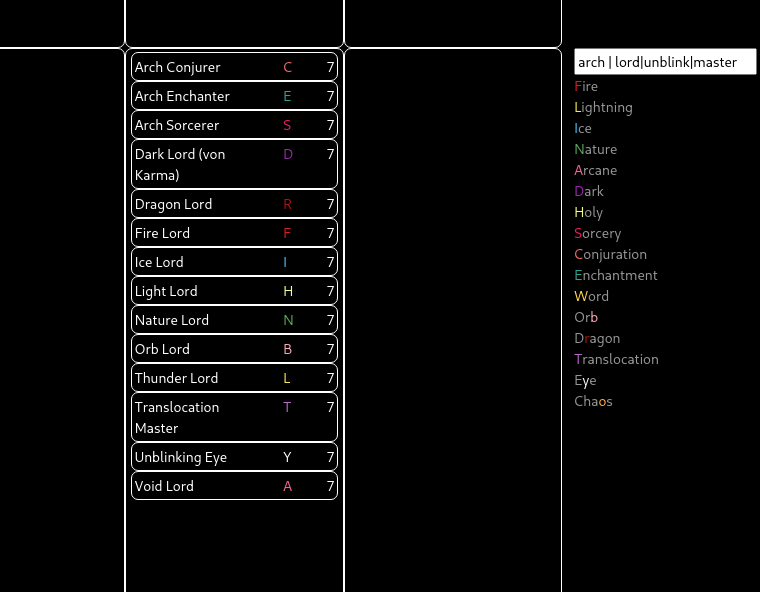 Arch Conjurer C 7
Arch Enchanter E 7
Arch Sorcerer S 7
Dark Lord (von D 7
Karma)
Dragon Lord R 7
Fire Lord F 7
Ice Lord I 7
Light Lord H 7
Nature Lord N 7
Orb Lord B 7
Thunder Lord L 7
Translocation T 7
Master
Unblinking Eye Y 7
Void Lord A 7
arch | lord|unblink|master
Fire
Lightning
Ice
Nature
Arcane
Dark
Holy
Sorcery
Conjuration
Enchantment
Word
Orb
Dragon
Translocation
Eye
Chaos